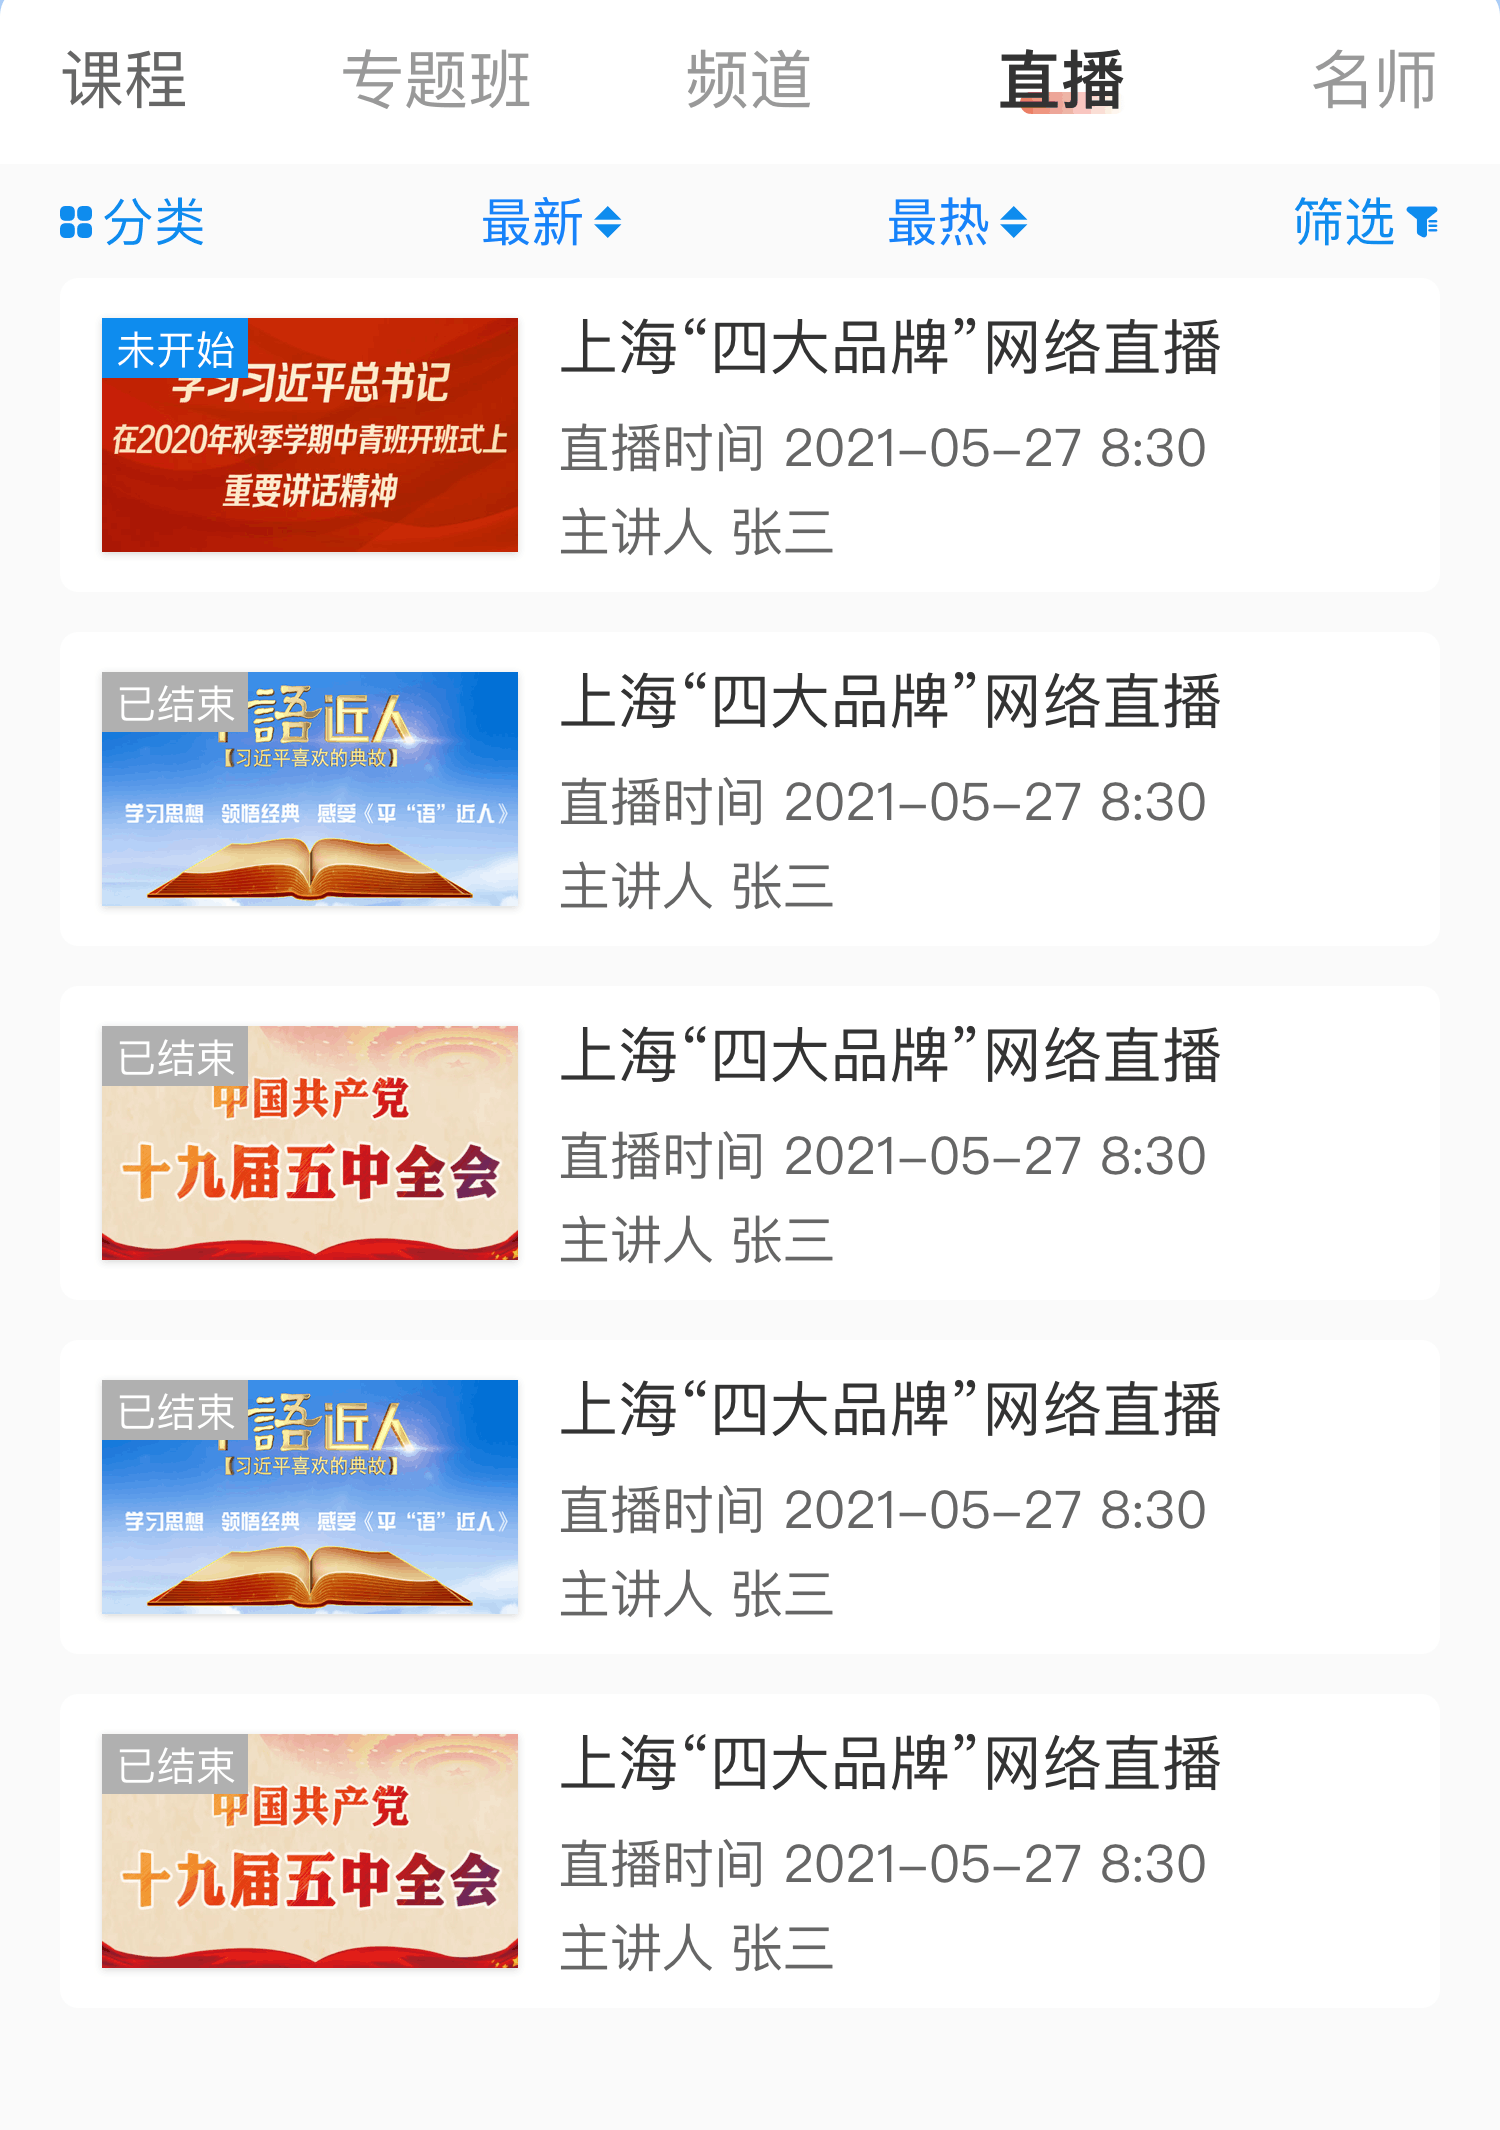 课程 专题班 频道 直播 名师
分类 最新 最热 筛选
未开始
学习习近平总书记
在2020年秋季学期中青班开班式上
重要讲话精神
上海“四大品牌”网络直播
直播时间 2021-05-27 8:30
主讲人 张三
已结束
語近人
【习近平喜欢的典故】
学习思想 领悟经典 感受《平“语”近人》
上海“四大品牌”网络直播
直播时间 2021-05-27 8:30
主讲人 张三
已结束
中国共产党
十九届五中全会
上海“四大品牌”网络直播
直播时间 2021-05-27 8:30
主讲人 张三
已结束
語近人
【习近平喜欢的典故】
学习思想 领悟经典 感受《平“语”近人》
上海“四大品牌”网络直播
直播时间 2021-05-27 8:30
主讲人 张三
已结束
中国共产党
十九届五中全会
上海“四大品牌”网络直播
直播时间 2021-05-27 8:30
主讲人 张三